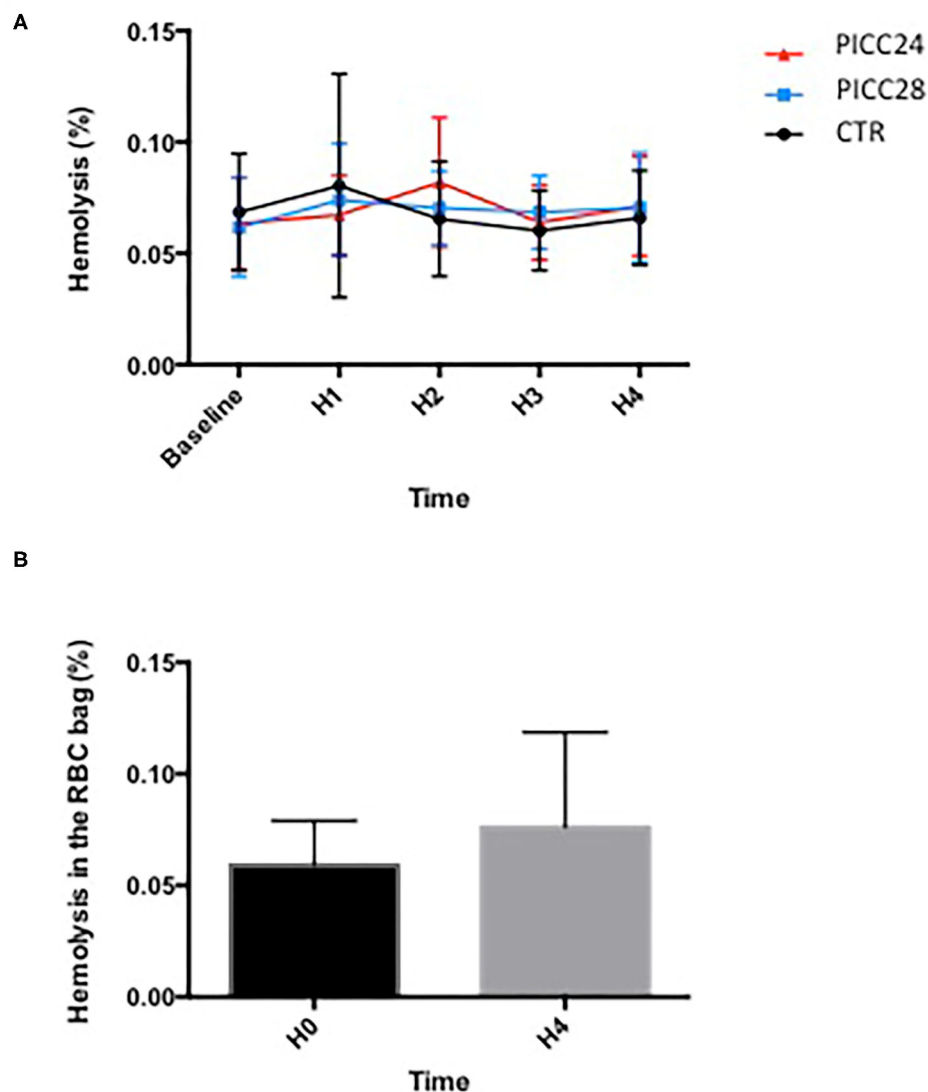 A
0.15
0.10
0.05
0.00
Hemolysis (%)
Baseline
H1
H2
H3
H4
Time
PICC24
PICC28
CTR
B
0.15
0.10
0.05
0.00
Hemolysis in the RBC bag(%)
H0
H4
Time